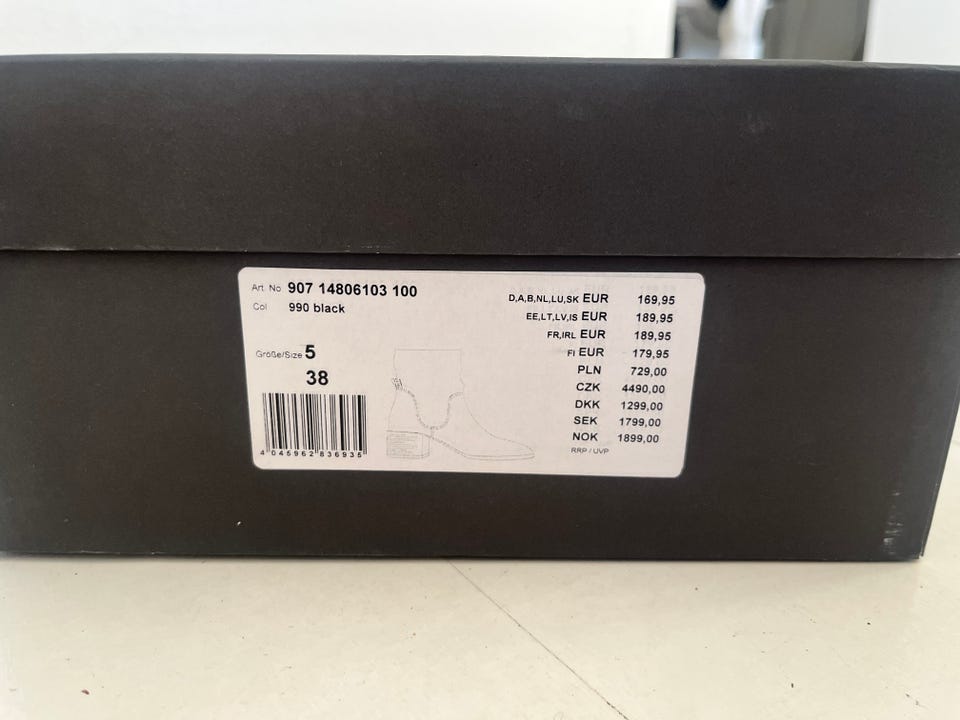 Art. No 907 14806103 100
Col 990 black
Größe/Size 5
38
4 045962 836935
D,A,B,NL,LU,SK EUR 169,95
EE,LT,LV,IS EUR 189,95
FR,IRL EUR 189,95
FI EUR 179,95
PLN 729,00
CZK 4490,00
DKK 1299,00
SEK 1799,00
NOK 1899,00
RRP / UVP